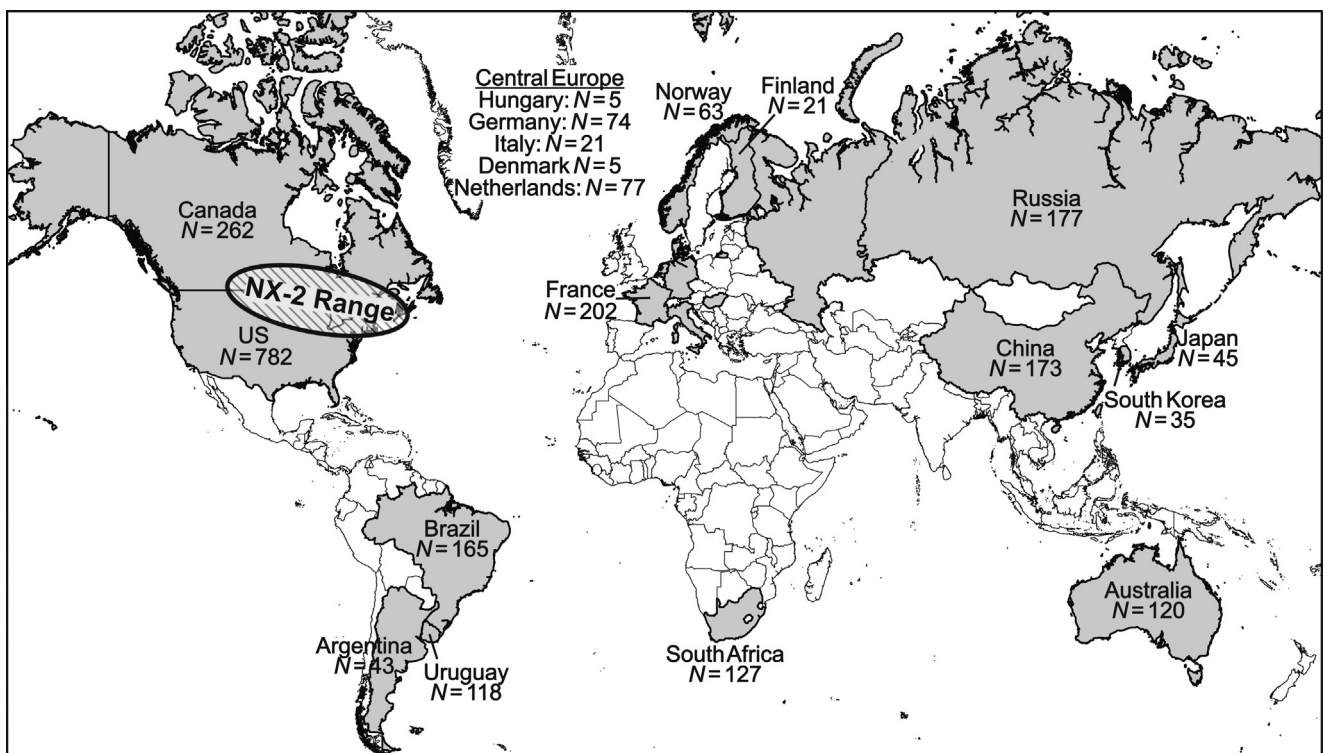 Central Europe
Hungary: N=5
Germany: N=74
Italy: N=21
Denmark N=5
Netherlands: N=77
Norway
N=63
Finland
N=21
Russia
N=177
Canada
N=262
NX-2 Range
US
N=782
France
N=202
China
N=173
Japan
N=45
South Korea
N=35
Brazil
N=165
Argentina
N=43
Uruguay
N=118
South Africa
N=127
Australia
N=120